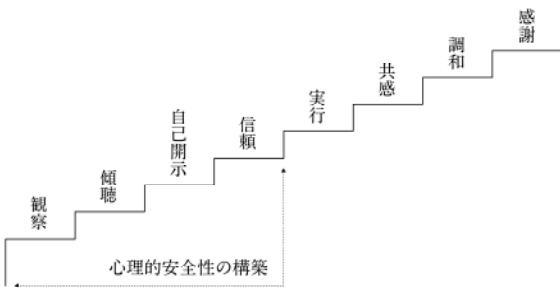 観察
傾聴
自己開示
信頼
実行
共感
調和
感謝
心理的安全性の構築